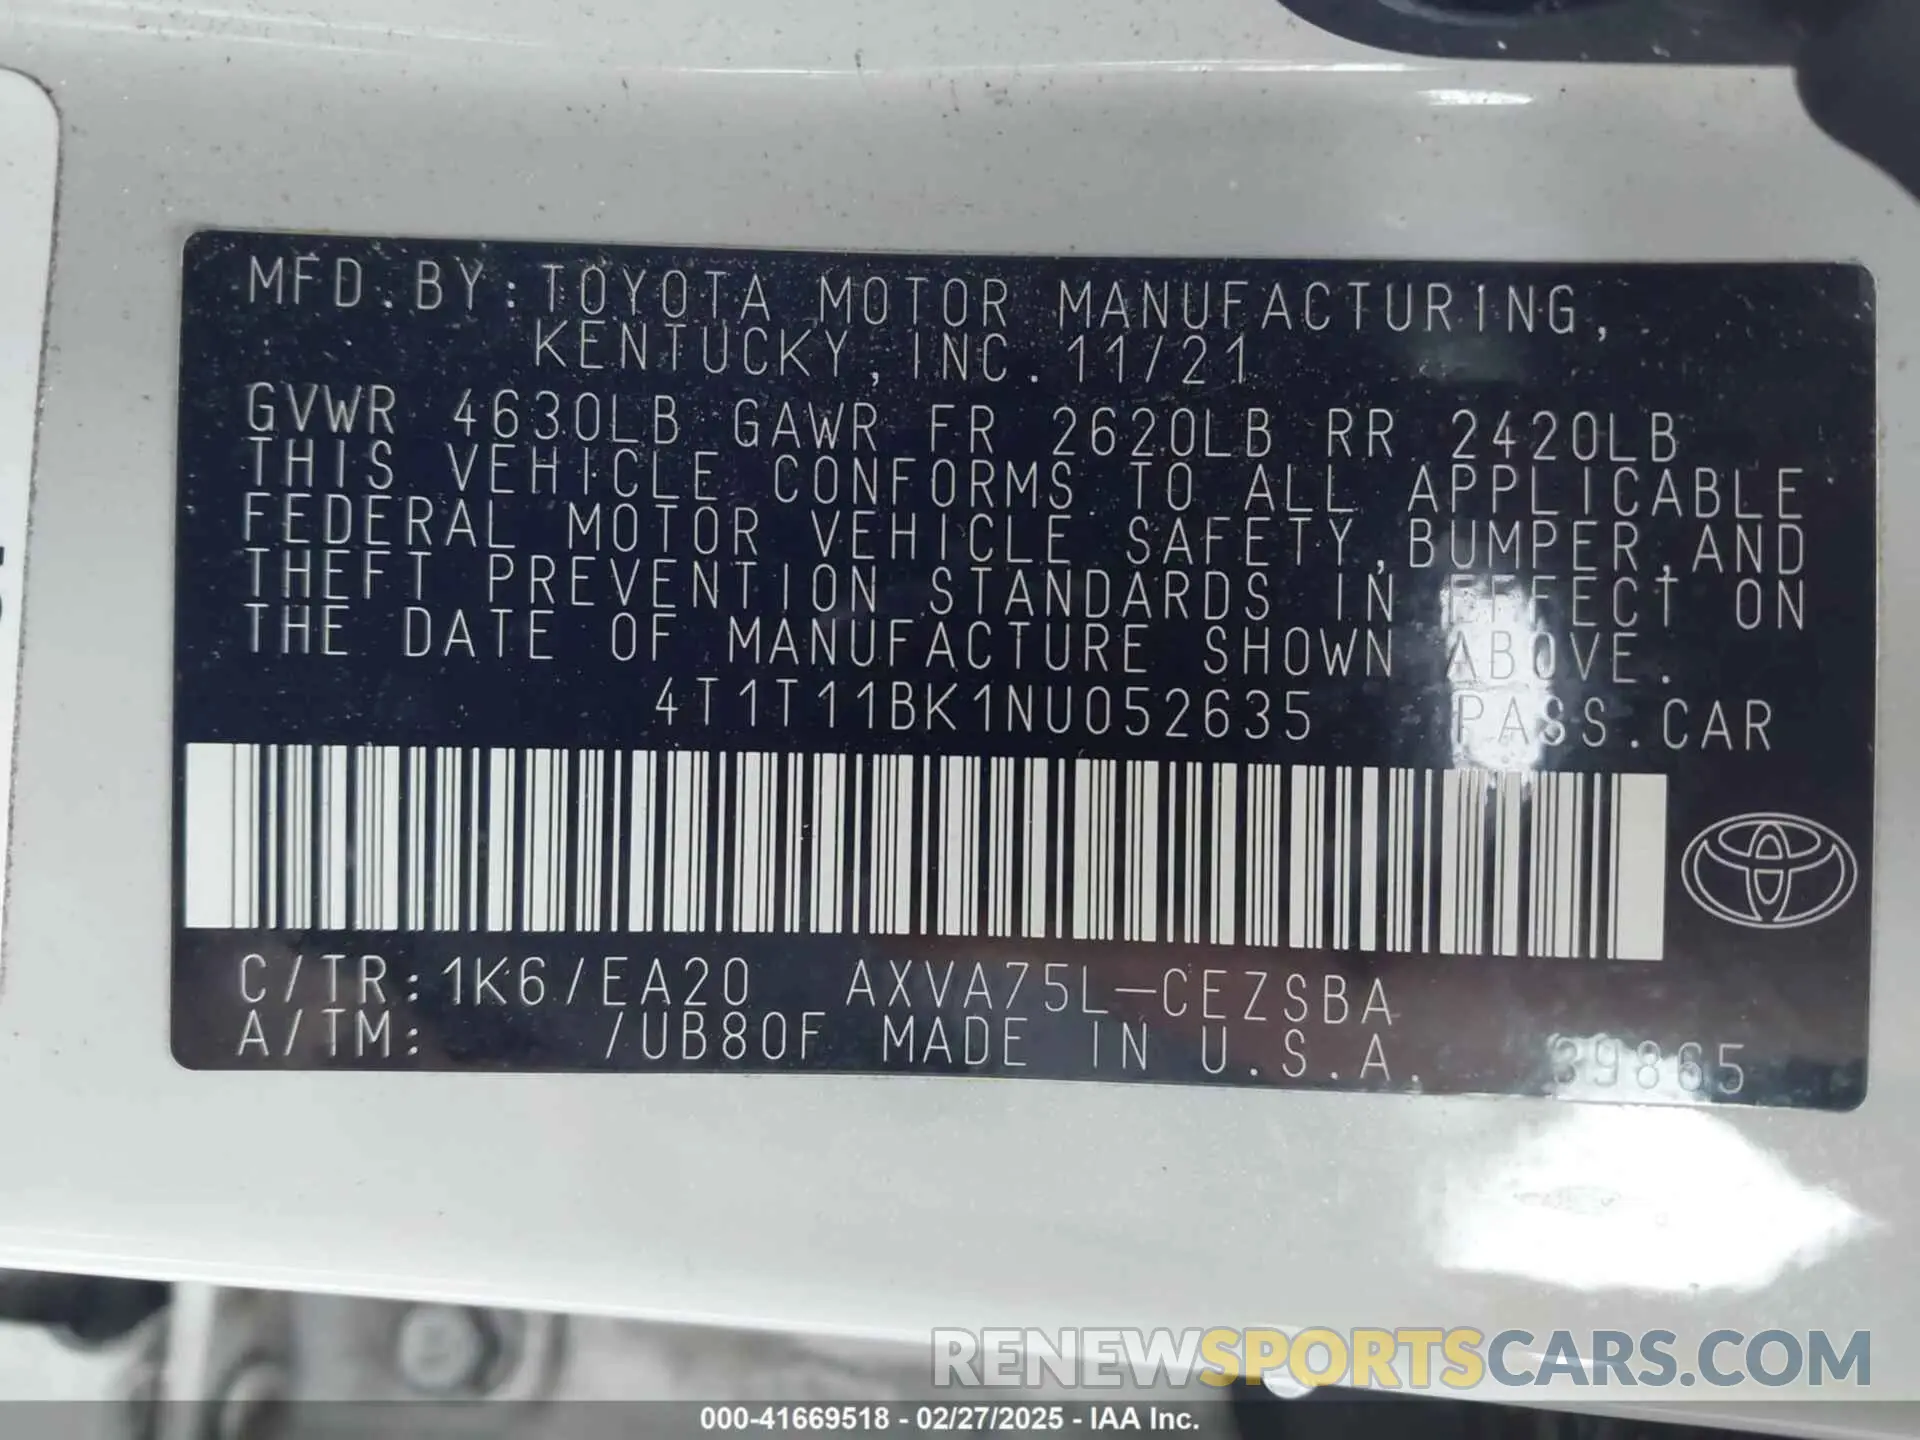 MFD.BY:TOYOTA MOTOR MANUFACTURING,
KENTUCKY,INC.11/21
GVWR 4630LB GAWR FR 2620LB RR 2420LB
THIS VEHICLE CONFORMS TO ALL APPLICABLE
FEDERAL MOTOR VEHICLE SAFETY,BUMPER,AND
THEFT PREVENTION STANDARDS IN EFFECT ON
THE DATE OF MANUFACTURE SHOWN ABOVE.
4T1T11BK1NU052635 PASS.CAR
C/TR:1K6/EA20 AXVA75L-CEZSBA
A/TM: /UB80F MADE IN U.S.A. 39865
RENEWSPORTSCARS.COM
000-41669518 - 02/27/2025 - IAA Inc.